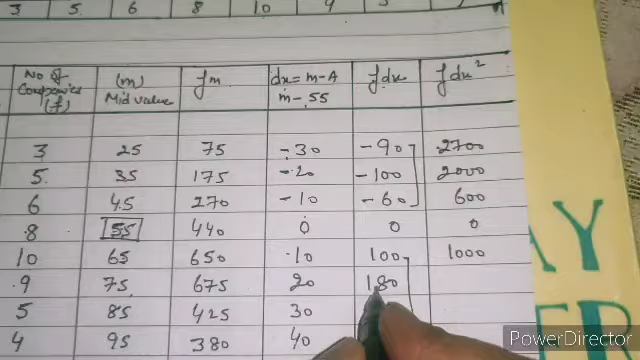 3 5 6 8 10 4
No of Companies (f) (m) Mid value fm dx = m-A m-55 fdx fdx²
3 25 75 -30 -90 2700
5 35 175 -20 -100 2000
6 45 270 -10 -60 600
8 55 440 0 0 0
10 65 650 10 100 1000
9 75 675 20 180
5 85 425 30
4 95 380 40
AY
PowerDirector